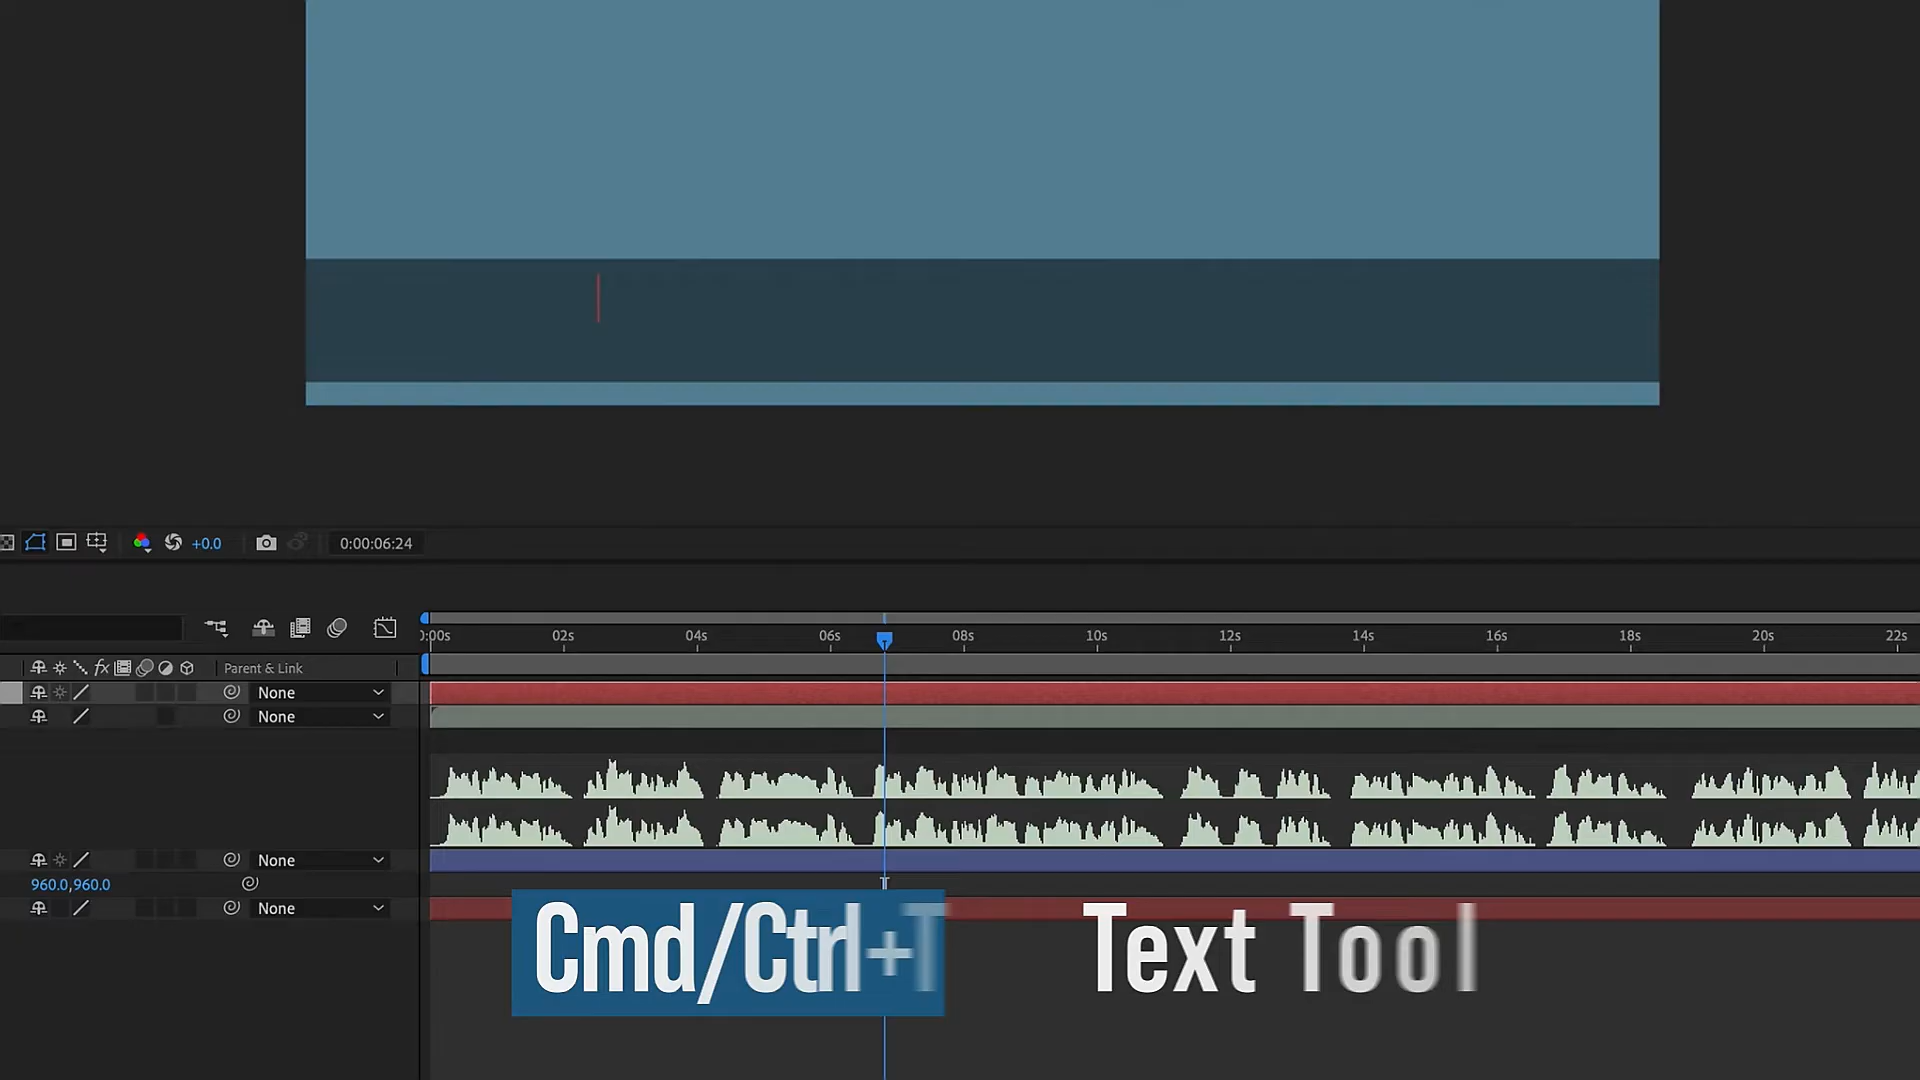 +0.0 0:00:06:24
0:00s 02s 04s 06s 08s 10s 12s 14s 16s 18s 20s 22s
fx Parent & Link
None
None
None
960.0,960.0
None
Cmd/Ctrl+T Text Tool